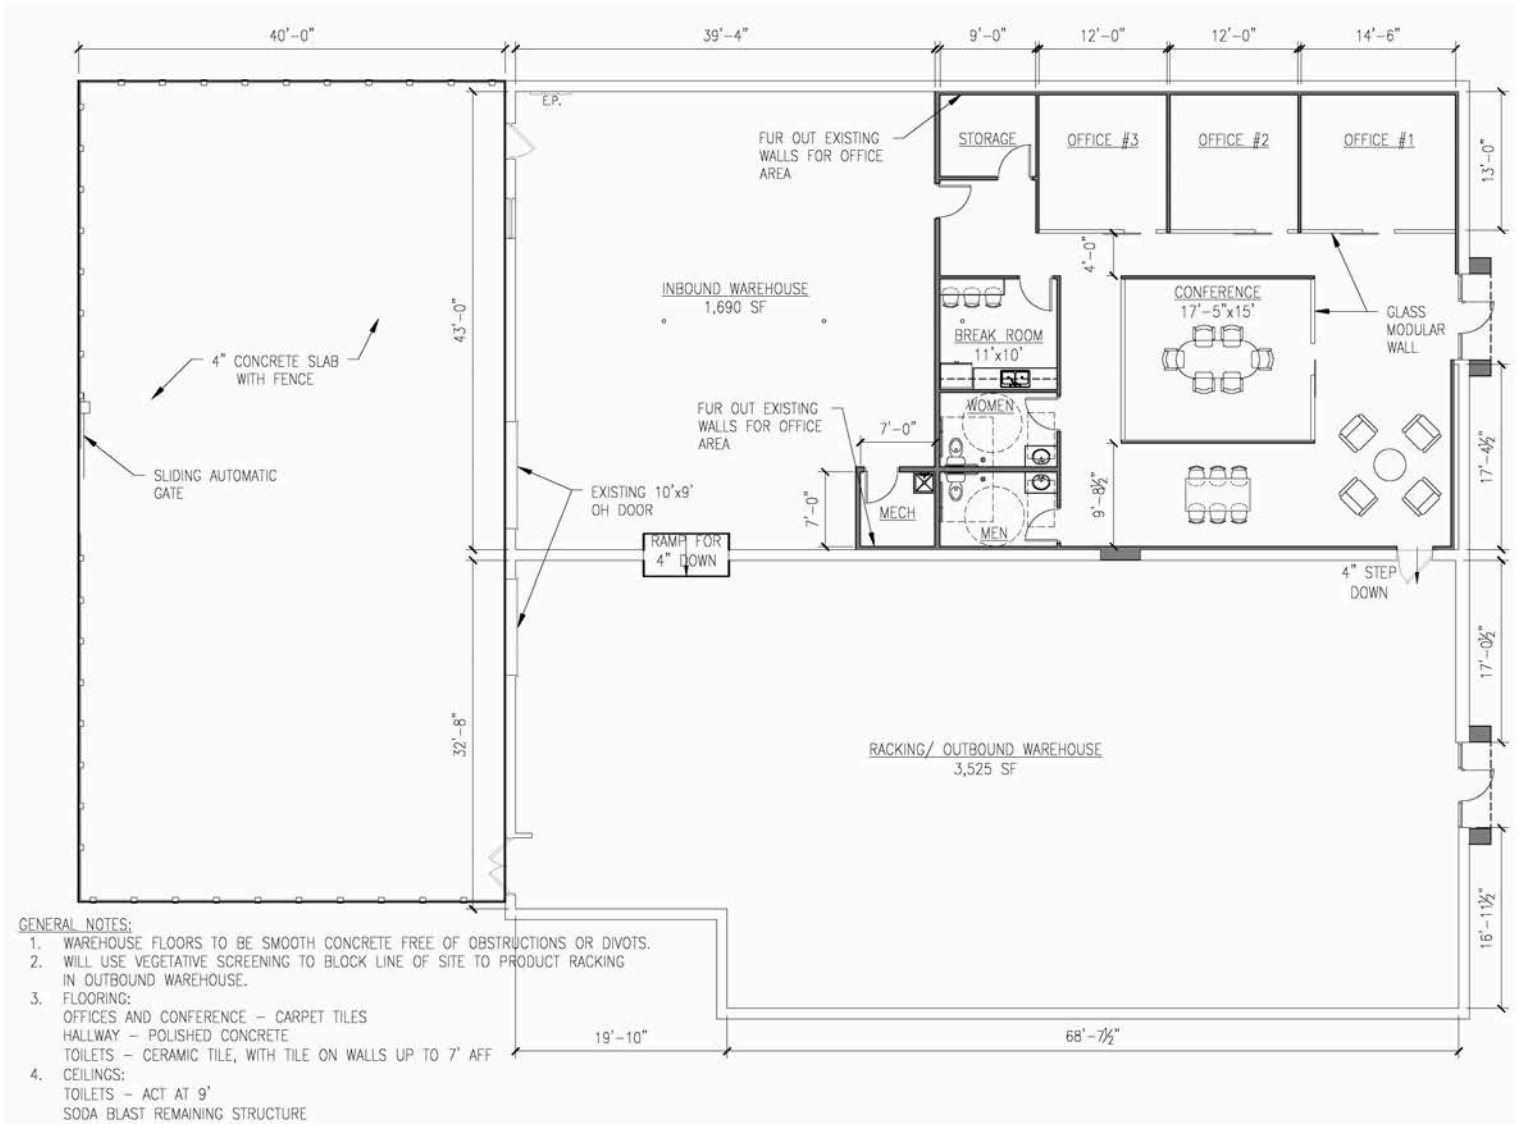 40'-0"
39'-4"
9'-0"
12'-0"
12'-0"
14'-6"
E.P.
FUR OUT EXISTING
WALLS FOR OFFICE
AREA
STORAGE
OFFICE #3
OFFICE #2
OFFICE #1
13'-0"
4'-0"
INBOUND WAREHOUSE
1,690 SF
CONFERENCE
17'-5"x15'
GLASS
MODULAR
WALL
43'-0"
BREAK ROOM
11'x10'
4" CONCRETE SLAB
WITH FENCE
FUR OUT EXISTING
WALLS FOR OFFICE
AREA
7'-0"
WOMEN
17'-4½"
SLIDING AUTOMATIC
GATE
EXISTING 10'x9'
OH DOOR
7'-0"
MECH
MEN
9'-8½"
RAMP FOR
4" DOWN
4" STEP
DOWN
17'-0½"
32'-8"
RACKING/ OUTBOUND WAREHOUSE
3,525 SF
16'-11½"
GENERAL NOTES:
1. WAREHOUSE FLOORS TO BE SMOOTH CONCRETE FREE OF OBSTRUCTIONS OR DIVOTS.
2. WILL USE VEGETATIVE SCREENING TO BLOCK LINE OF SITE TO PRODUCT RACKING
IN OUTBOUND WAREHOUSE.
3. FLOORING:
OFFICES AND CONFERENCE – CARPET TILES
HALLWAY – POLISHED CONCRETE
TOILETS – CERAMIC TILE, WITH TILE ON WALLS UP TO 7' AFF
4. CEILINGS:
TOILETS – ACT AT 9'
SODA BLAST REMAINING STRUCTURE
19'-10"
68'-7½"